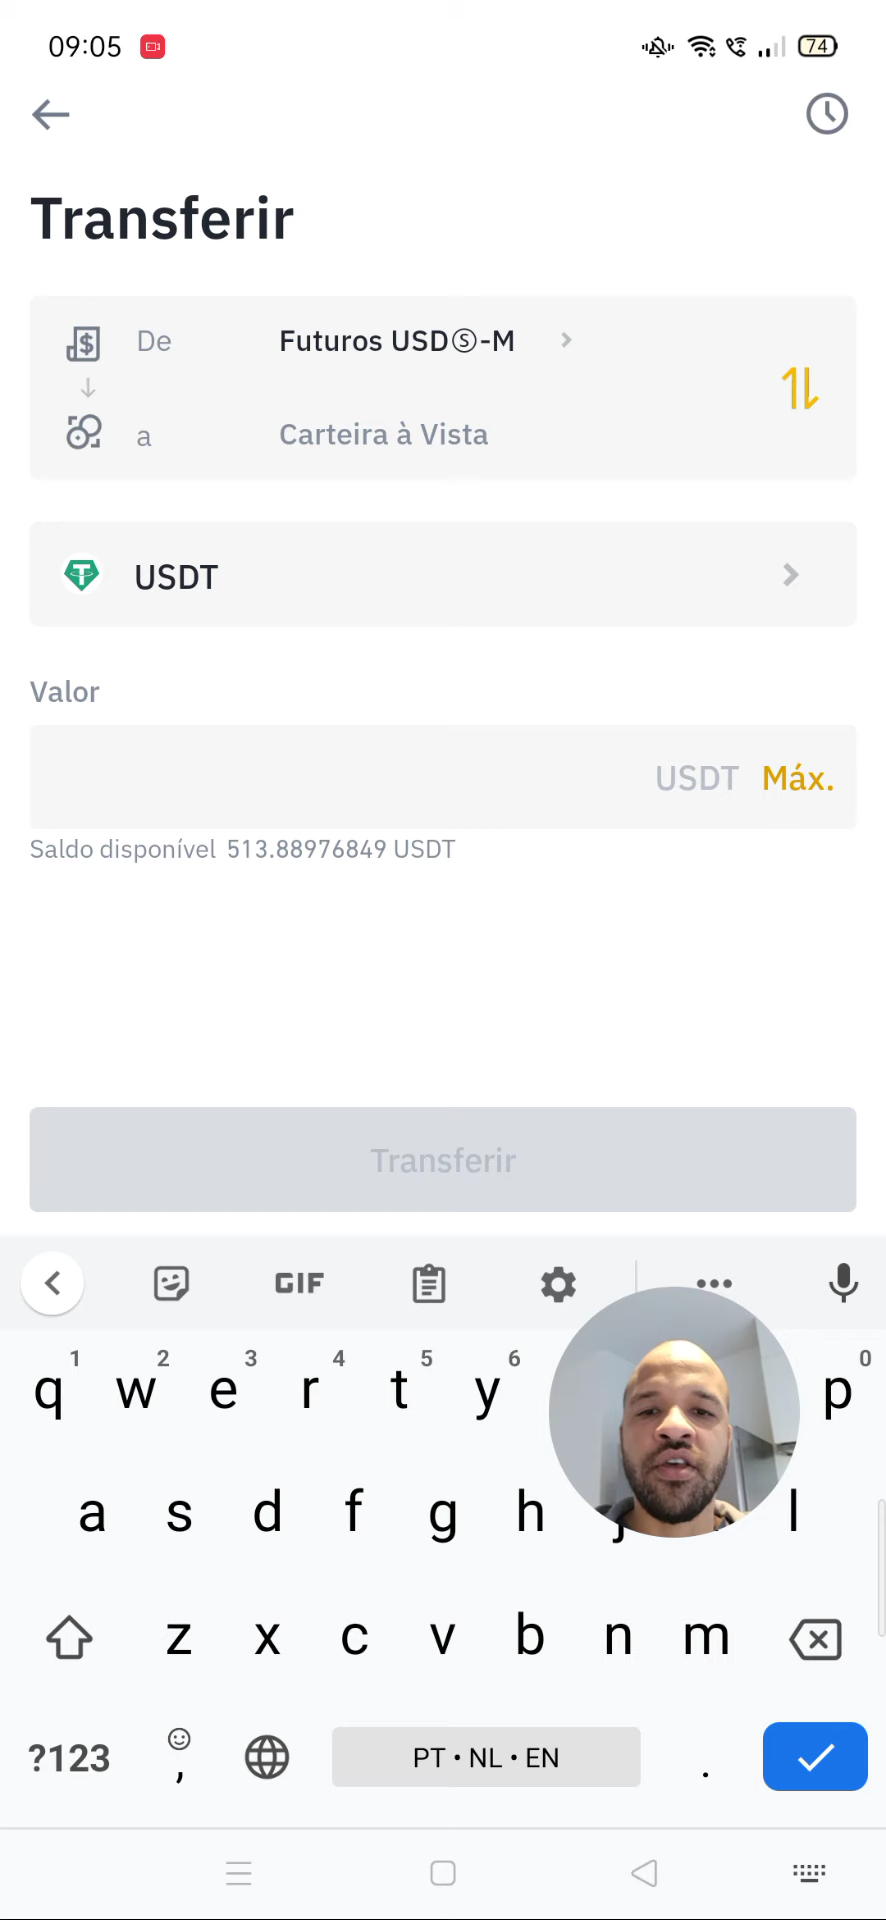 09:05
74
Transferir
De Futuros USDⓈ-M
a Carteira à Vista
USDT
Valor
USDT Máx.
Saldo disponível 513.88976849 USDT
Transferir
GIF
1 2 3 4 5 6 0
q w e r t y p
a s d f g h j l
z x c v b n m
?123 , PT • NL • EN .